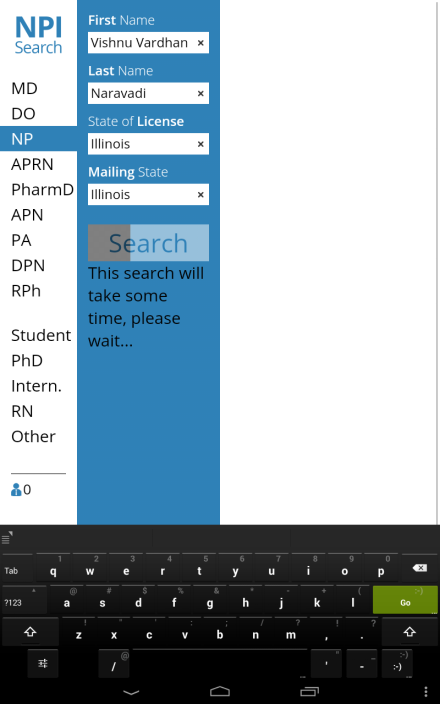 NPI
Search
MD
DO
NP
APRN
PharmD
APN
PA
DPN
RPh
Student
PhD
Intern.
RN
Other
0
First Name
Vishnu Vardhan ×
Last Name
Naravadi ×
State of License
Illinois ×
Mailing State
Illinois ×
Search
This search will
take some
time, please
wait...
1 2 3 4 5 6 7 8 9 0
Tab q w e r t y u i o p
@ # $ % & * - + ( :-)
?123 a s d f g h j k l Go
! " ' : ; / ! ?
z x c v b n m , .
@ " _ :-)
/ ' - :-)